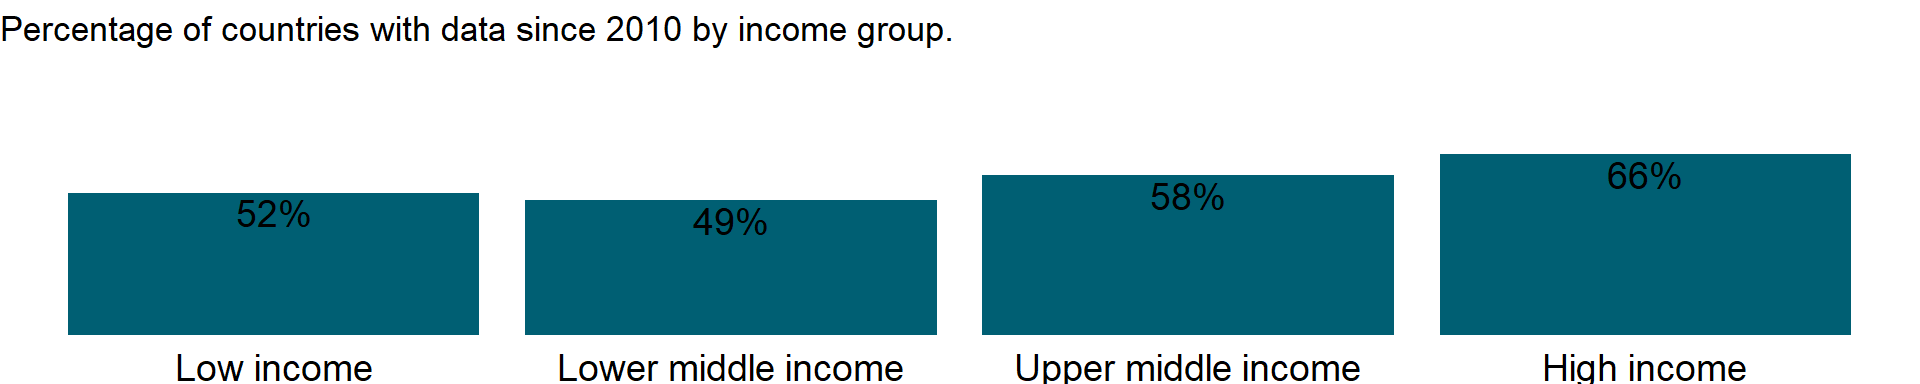 Percentage of countries with data since 2010 by income group.
52%
49%
58%
66%
Low income
Lower middle income
Upper middle income
High income